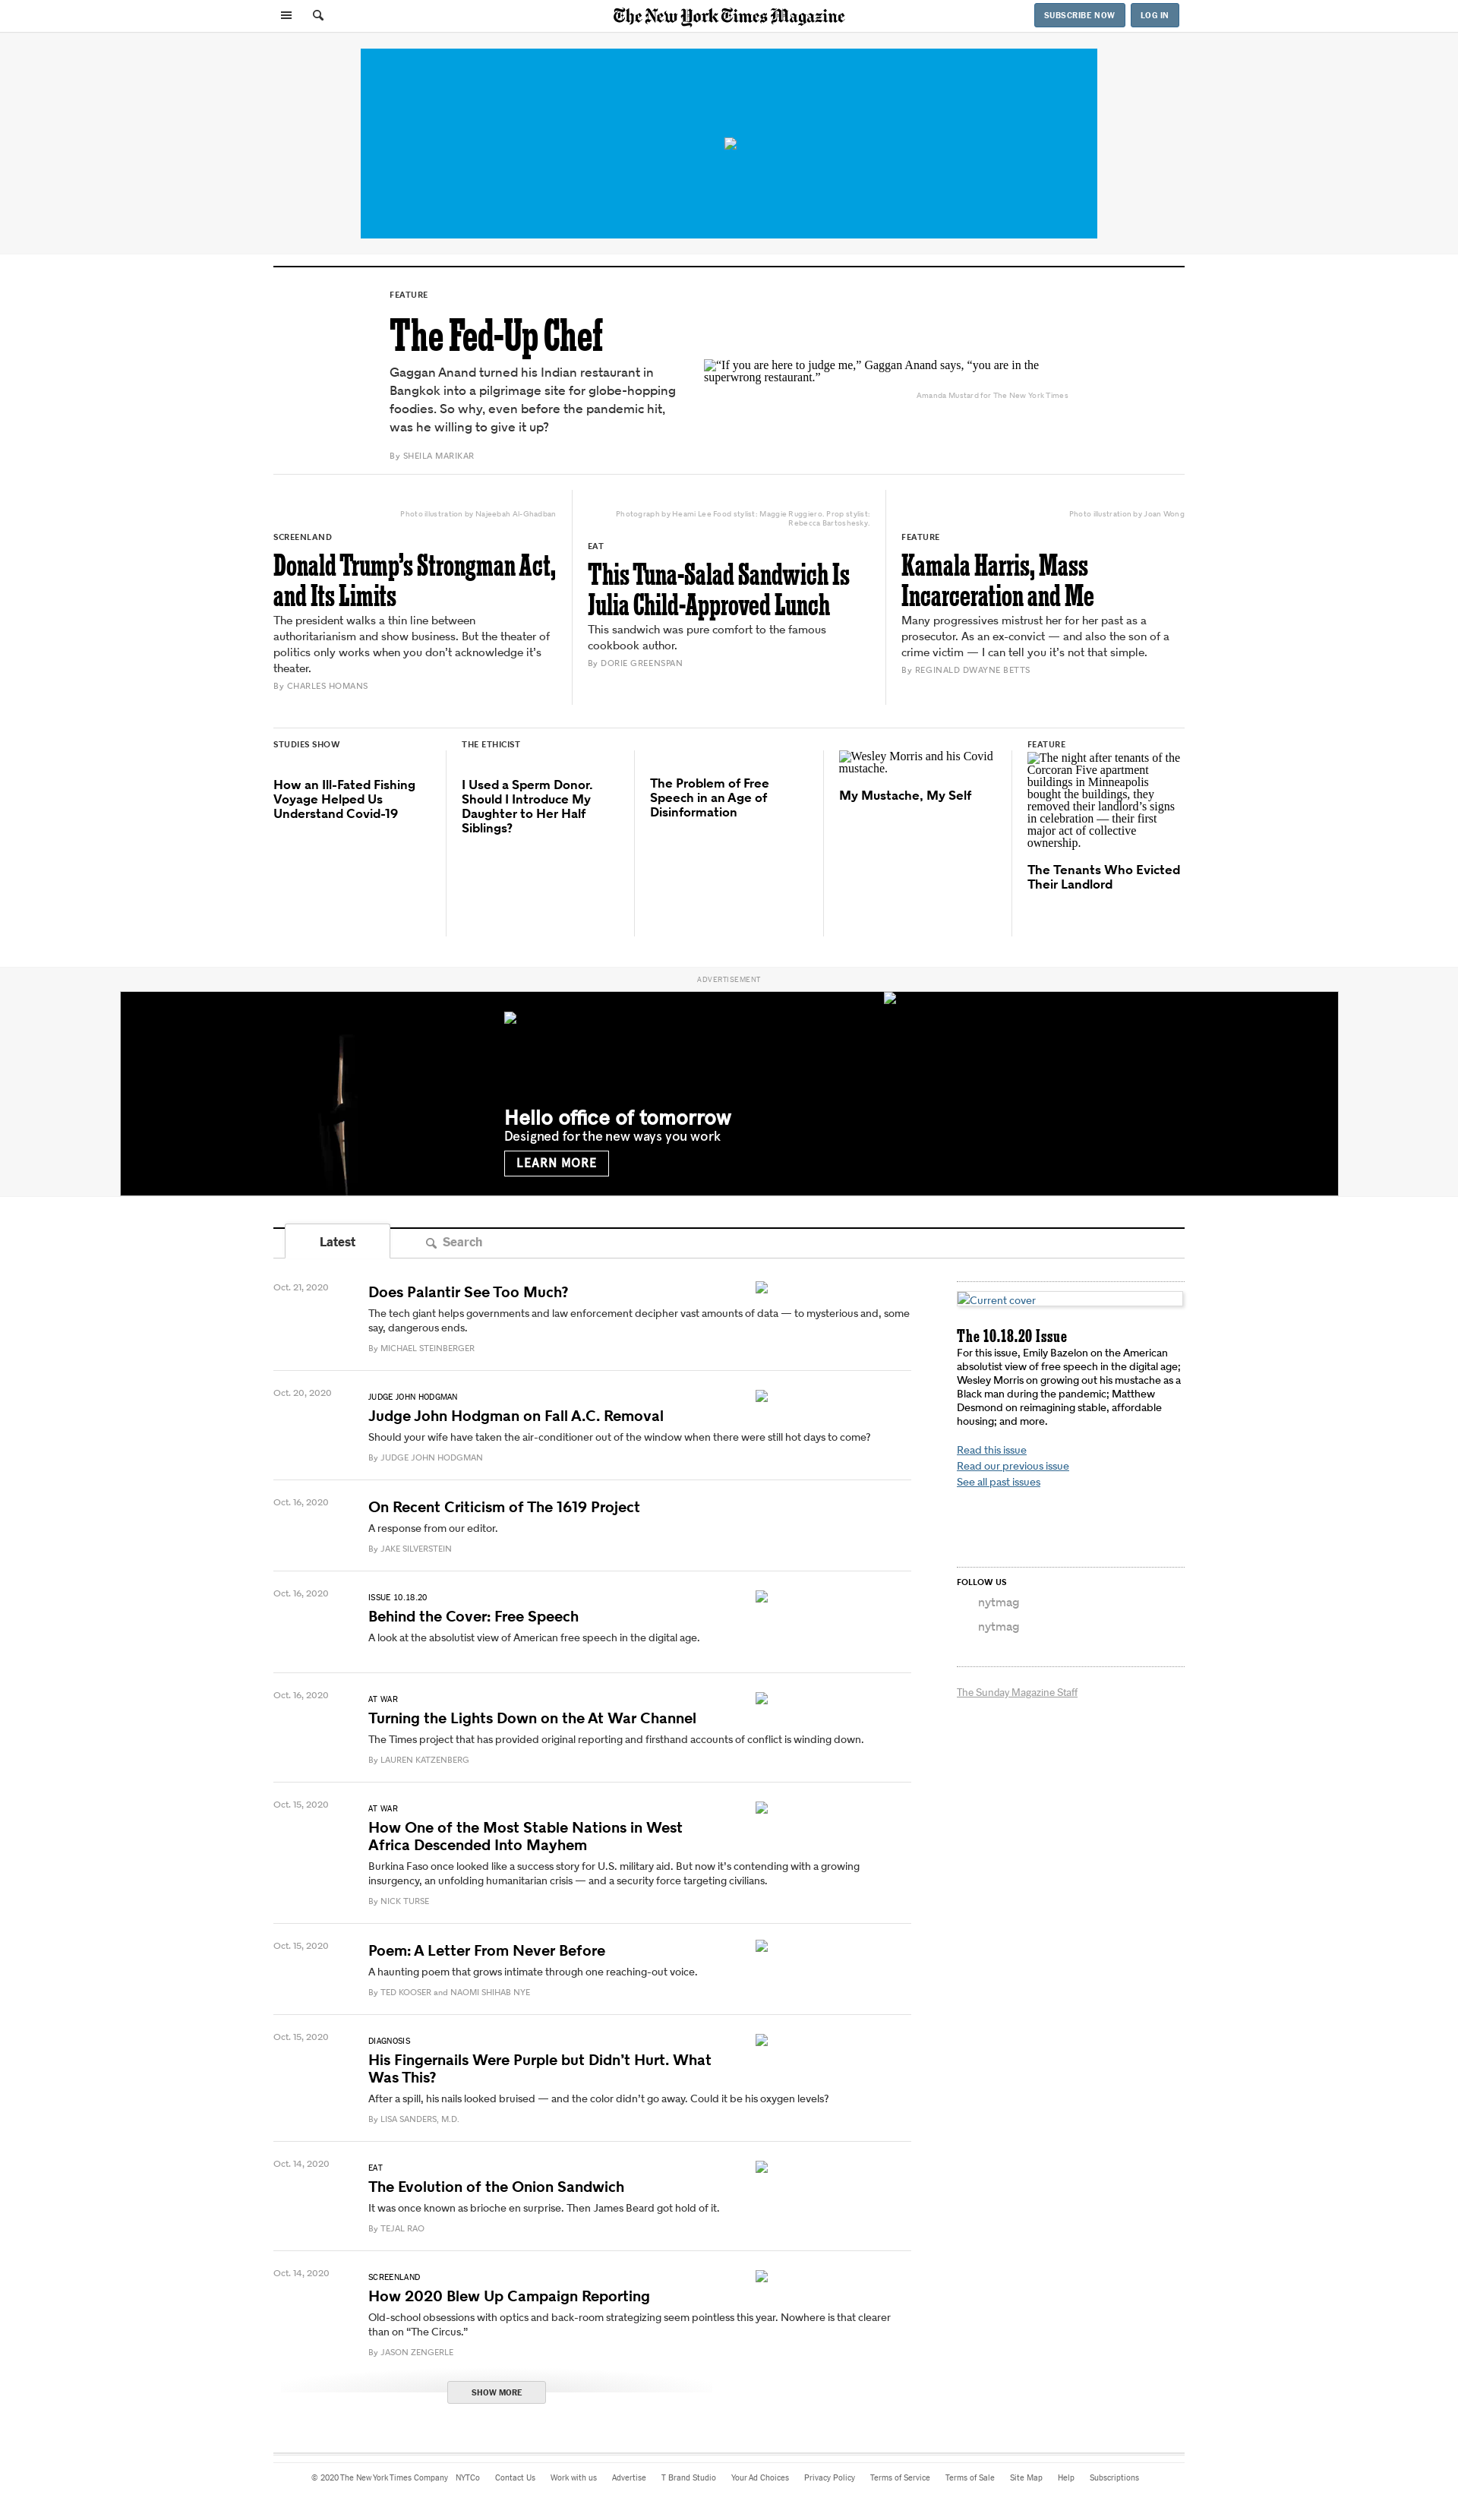 The New York Times Magazine
SUBSCRIBE NOW
LOG IN
FEATURE
The Fed-Up Chef
Gaggan Anand turned his Indian restaurant in
Bangkok into a pilgrimage site for globe-hopping
foodies. So why, even before the pandemic hit,
was he willing to give it up?
By SHEILA MARIKAR
“If you are here to judge me,” Gaggan Anand says, “you are in the
superwrong restaurant.”
Amanda Mustard for The New York Times
Photo illustration by Najeebah Al-Ghadban
SCREENLAND
Donald Trump’s Strongman Act,
and Its Limits
The president walks a thin line between
authoritarianism and show business. But the theater of
politics only works when you don’t acknowledge it’s
theater.
By CHARLES HOMANS
Photograph by Heami Lee Food stylist: Maggie Ruggiero. Prop stylist:
Rebecca Bartoshesky.
EAT
This Tuna-Salad Sandwich Is
Julia Child-Approved Lunch
This sandwich was pure comfort to the famous
cookbook author.
By DORIE GREENSPAN
Photo illustration by Joan Wong
FEATURE
Kamala Harris, Mass
Incarceration and Me
Many progressives mistrust her for her past as a
prosecutor. As an ex-convict — and also the son of a
crime victim — I can tell you it’s not that simple.
By REGINALD DWAYNE BETTS
STUDIES SHOW
How an Ill-Fated Fishing
Voyage Helped Us
Understand Covid-19
THE ETHICIST
I Used a Sperm Donor.
Should I Introduce My
Daughter to Her Half
Siblings?
The Problem of Free
Speech in an Age of
Disinformation
Wesley Morris and his Covid
mustache.
My Mustache, My Self
FEATURE
The night after tenants of the
Corcoran Five apartment
buildings in Minneapolis
bought the buildings, they
removed their landlord’s signs
in celebration — their first
major act of collective
ownership.
The Tenants Who Evicted
Their Landlord
ADVERTISEMENT
Hello office of tomorrow
Designed for the new ways you work
LEARN MORE
Latest
Search
Oct. 21, 2020
Does Palantir See Too Much?
The tech giant helps governments and law enforcement decipher vast amounts of data — to mysterious and, some
say, dangerous ends.
By MICHAEL STEINBERGER
Oct. 20, 2020
JUDGE JOHN HODGMAN
Judge John Hodgman on Fall A.C. Removal
Should your wife have taken the air-conditioner out of the window when there were still hot days to come?
By JUDGE JOHN HODGMAN
Oct. 16, 2020
On Recent Criticism of The 1619 Project
A response from our editor.
By JAKE SILVERSTEIN
Oct. 16, 2020
ISSUE 10.18.20
Behind the Cover: Free Speech
A look at the absolutist view of American free speech in the digital age.
Oct. 16, 2020
AT WAR
Turning the Lights Down on the At War Channel
The Times project that has provided original reporting and firsthand accounts of conflict is winding down.
By LAUREN KATZENBERG
Oct. 15, 2020
AT WAR
How One of the Most Stable Nations in West
Africa Descended Into Mayhem
Burkina Faso once looked like a success story for U.S. military aid. But now it’s contending with a growing
insurgency, an unfolding humanitarian crisis — and a security force targeting civilians.
By NICK TURSE
Oct. 15, 2020
Poem: A Letter From Never Before
A haunting poem that grows intimate through one reaching-out voice.
By TED KOOSER and NAOMI SHIHAB NYE
Oct. 15, 2020
DIAGNOSIS
His Fingernails Were Purple but Didn’t Hurt. What
Was This?
After a spill, his nails looked bruised — and the color didn’t go away. Could it be his oxygen levels?
By LISA SANDERS, M.D.
Oct. 14, 2020
EAT
The Evolution of the Onion Sandwich
It was once known as brioche en surprise. Then James Beard got hold of it.
By TEJAL RAO
Oct. 14, 2020
SCREENLAND
How 2020 Blew Up Campaign Reporting
Old-school obsessions with optics and back-room strategizing seem pointless this year. Nowhere is that clearer
than on “The Circus.”
By JASON ZENGERLE
SHOW MORE
Current cover
The 10.18.20 Issue
For this issue, Emily Bazelon on the American
absolutist view of free speech in the digital age;
Wesley Morris on growing out his mustache as a
Black man during the pandemic; Matthew
Desmond on reimagining stable, affordable
housing; and more.
Read this issue
Read our previous issue
See all past issues
FOLLOW US
nytmag
nytmag
The Sunday Magazine Staff
© 2020 The New York Times Company NYTCo Contact Us Work with us Advertise T Brand Studio Your Ad Choices Privacy Policy Terms of Service Terms of Sale Site Map Help Subscriptions